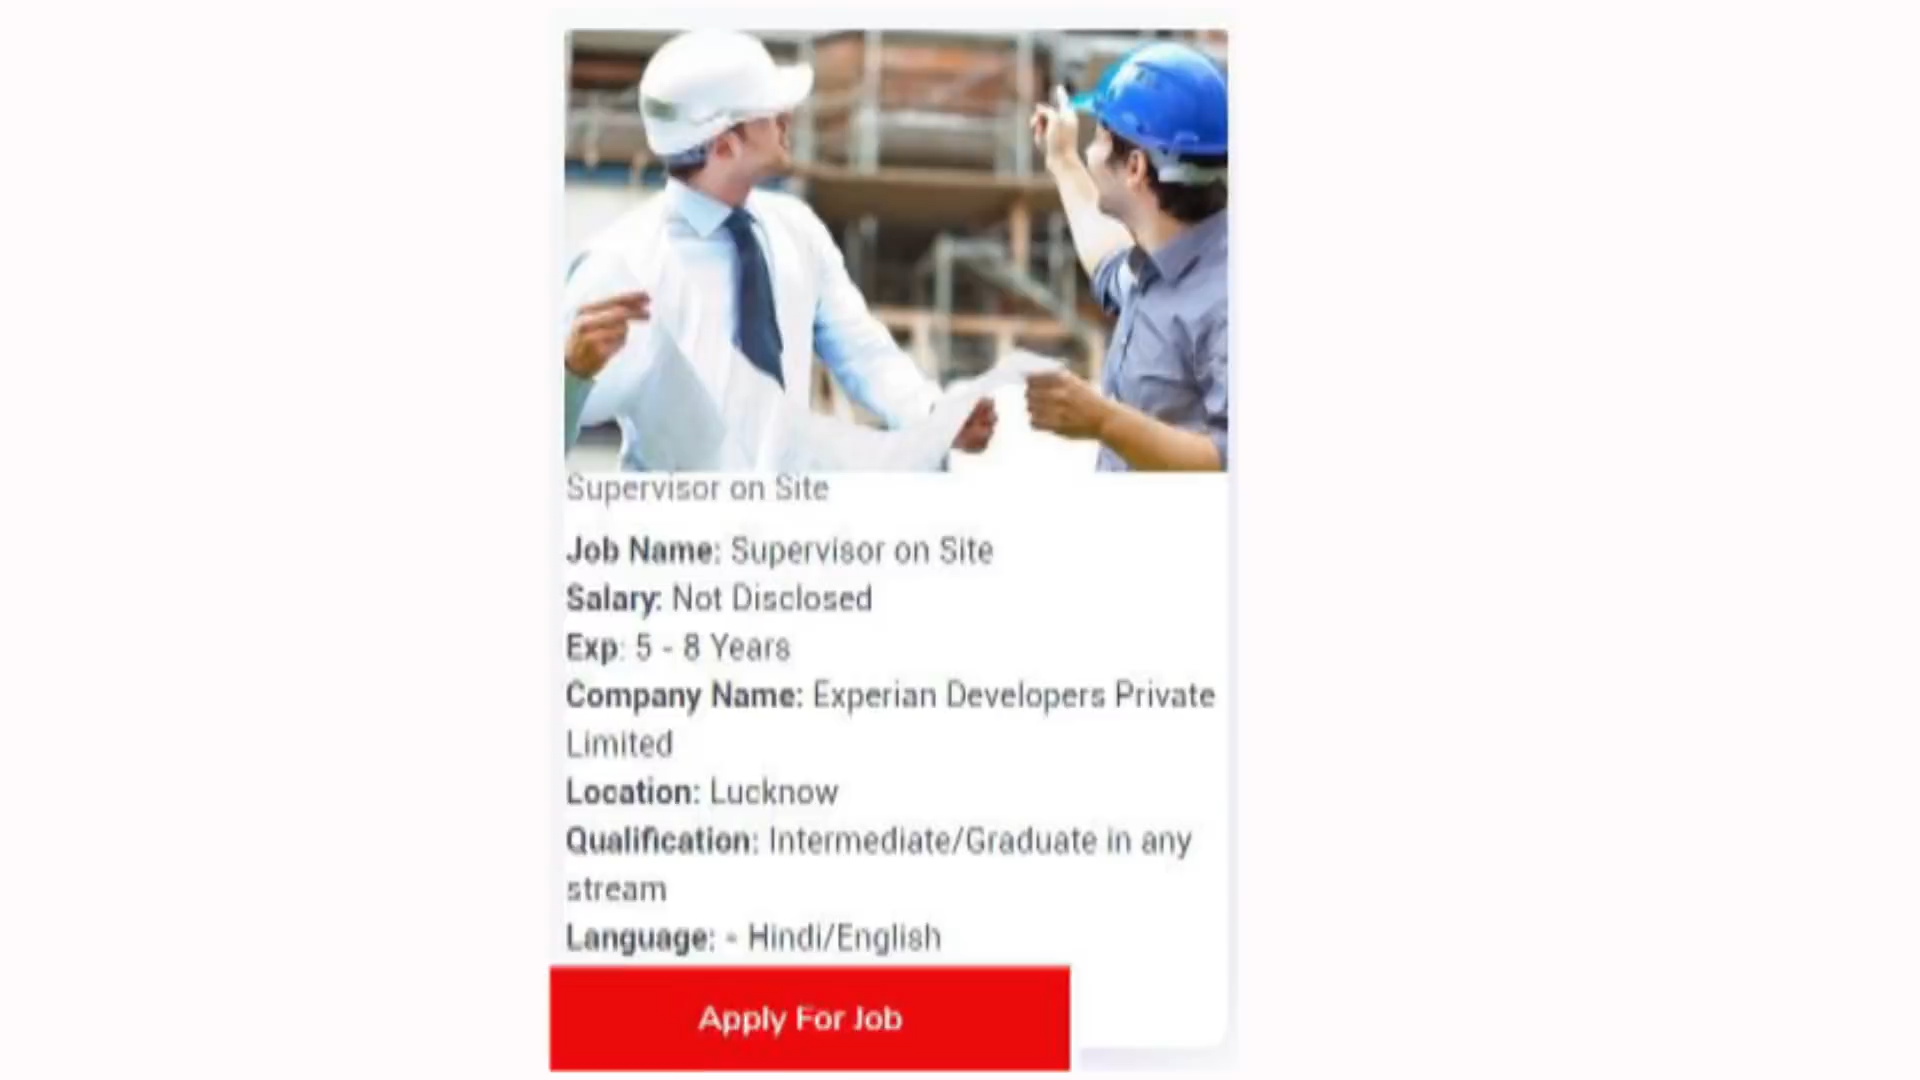 Supervisor on Site
Job Name: Supervisor on Site
Salary: Not Disclosed
Exp: 5 - 8 Years
Company Name: Experian Developers Private
Limited
Location: Lucknow
Qualification: Intermediate/Graduate in any
stream
Language: - Hindi/English
Apply For Job